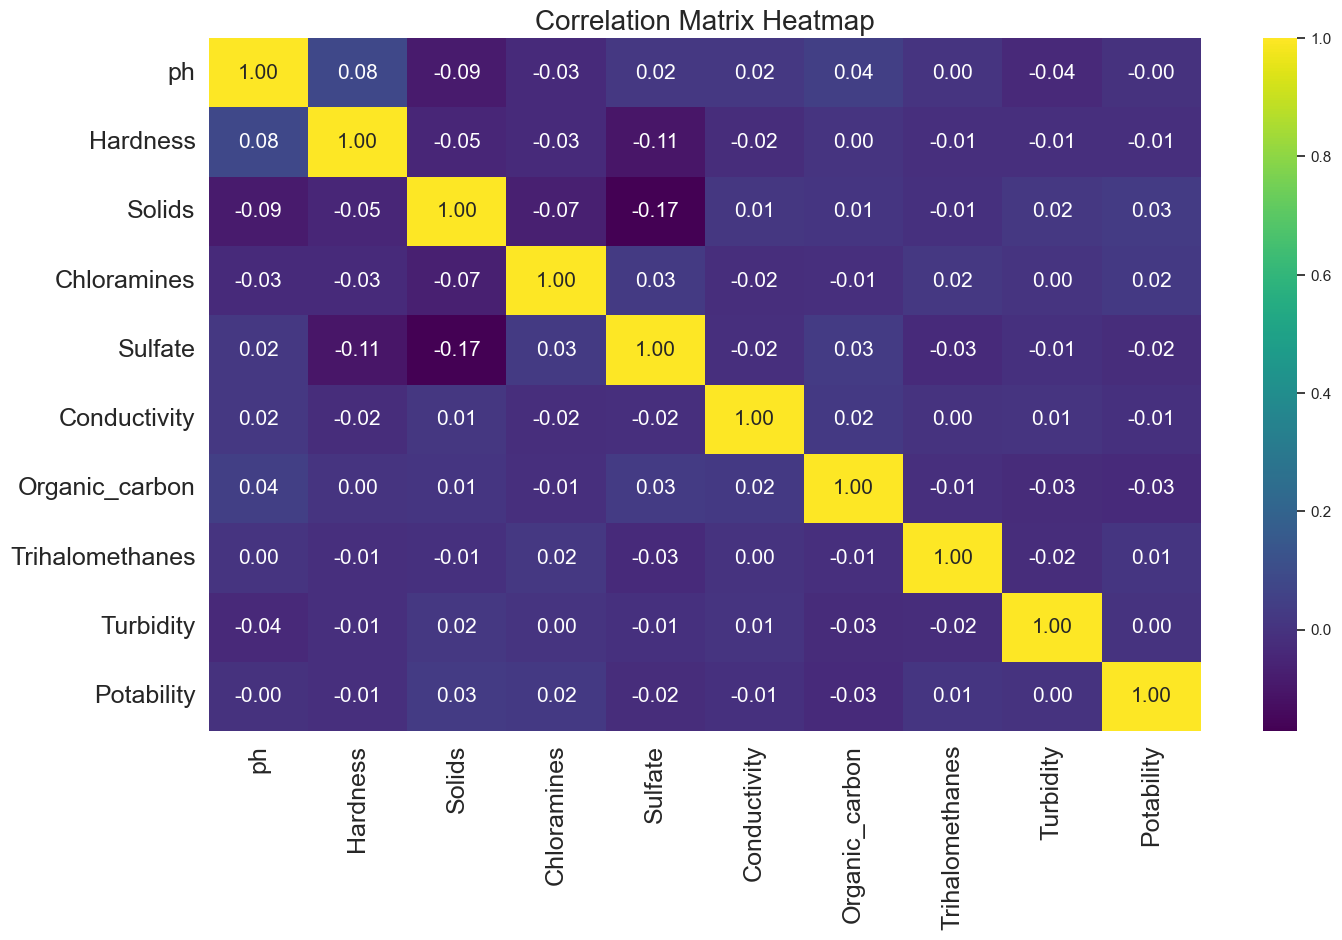 Correlation Matrix Heatmap
ph 1.00 0.08 -0.09 -0.03 0.02 0.02 0.04 0.00 -0.04 -0.00
Hardness 0.08 1.00 -0.05 -0.03 -0.11 -0.02 0.00 -0.01 -0.01 -0.01
Solids -0.09 -0.05 1.00 -0.07 -0.17 0.01 0.01 -0.01 0.02 0.03
Chloramines -0.03 -0.03 -0.07 1.00 0.03 -0.02 -0.01 0.02 0.00 0.02
Sulfate 0.02 -0.11 -0.17 0.03 1.00 -0.02 0.03 -0.03 -0.01 -0.02
Conductivity 0.02 -0.02 0.01 -0.02 -0.02 1.00 0.02 0.00 0.01 -0.01
Organic_carbon 0.04 0.00 0.01 -0.01 0.03 0.02 1.00 -0.01 -0.03 -0.03
Trihalomethanes 0.00 -0.01 -0.01 0.02 -0.03 0.00 -0.01 1.00 -0.02 0.01
Turbidity -0.04 -0.01 0.02 0.00 -0.01 0.01 -0.03 -0.02 1.00 0.00
Potability -0.00 -0.01 0.03 0.02 -0.02 -0.01 -0.03 0.01 0.00 1.00
ph
Hardness
Solids
Chloramines
Sulfate
Conductivity
Organic_carbon
Trihalomethanes
Turbidity
Potability
1.0
0.8
0.6
0.4
0.2
0.0